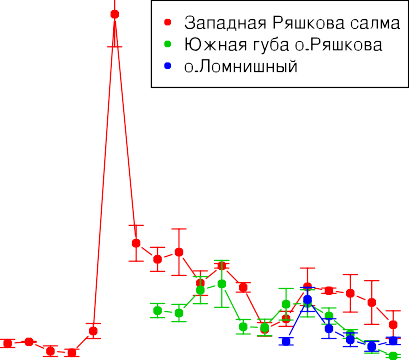 Западная Ряшкова салма
Южная губа о.Ряшкова
о.Ломнишный